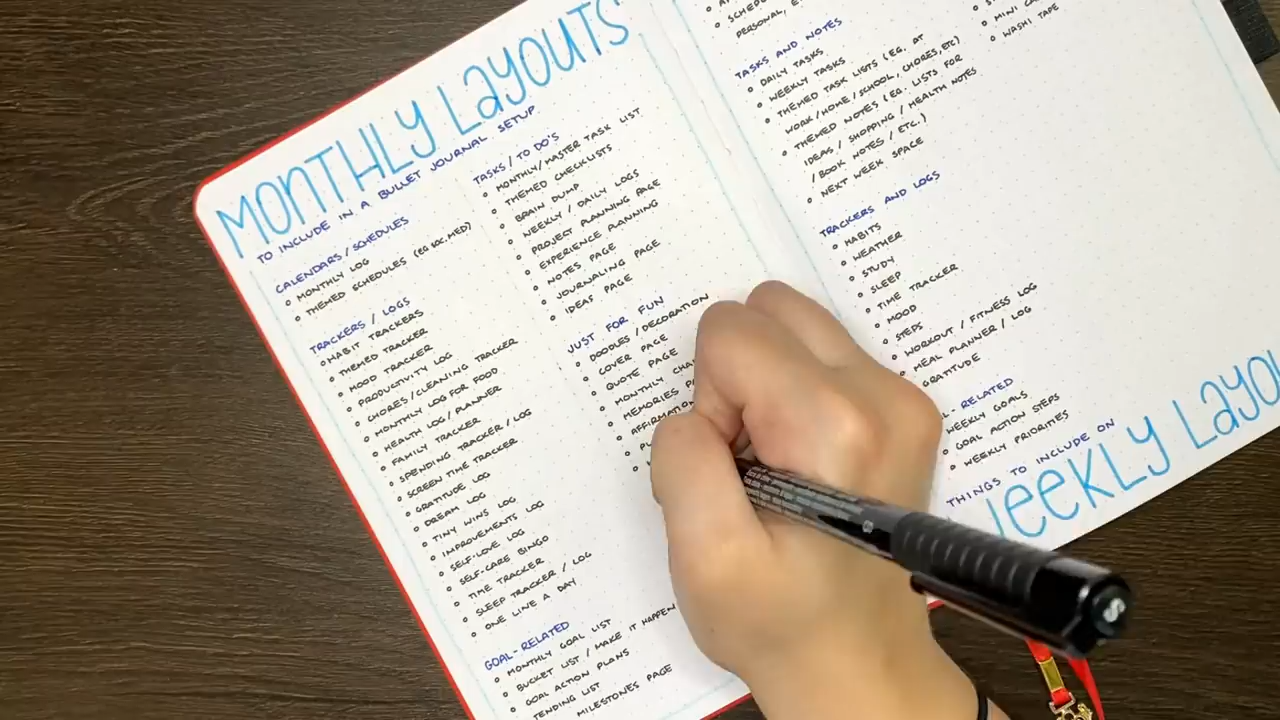 MONTHLY LAYOUTS
TO INCLUDE IN A BULLET JOURNAL SETUP
CALENDARS / SCHEDULES
MONTHLY LOG
THEMED SCHEDULES (EG SOC.MED)
TRACKERS / LOGS
HABIT TRACKERS
THEMED TRACKER
MOOD TRACKER
PRODUCTIVITY LOG
CHORES / CLEANING TRACKER
MONTHLY LOG FOR FOOD
HEALTH LOG / PLANNER
FAMILY TRACKER
SPENDING TRACKER / LOG
SCREEN TIME TRACKER
GRATITUDE LOG
DREAM LOG
TINY WINS LOG
IMPROVEMENTS LOG
SELF-LOVE LOG
SELF-CARE BINGO
TIME TRACKER
SLEEP TRACKER / LOG
ONE LINE A DAY
GOAL-RELATED
MONTHLY GOAL LIST
BUCKET LIST / MAKE IT HAPPEN
GOAL ACTION PLANS
TENDING LIST
MILESTONES PAGE
TASKS / TO DO'S
MONTHLY/MASTER TASK LIST
THEMED CHECKLISTS
BRAIN DUMP
WEEKLY / DAILY LOGS
PROJECT PLANNING PAGE
EXPERIENCE PLANNING
NOTES PAGE
JOURNALING PAGE
IDEAS PAGE
JUST FOR FUN
DOODLES / DECORATION
COVER PAGE
QUOTE PAGE
MONTHLY
MEMORIES
PERSONAL,
TASKS AND NOTES
DAILY TASKS
WEEKLY TASKS
THEMED TASK LISTS (EG. AT
WORK / HOME / SCHOOL, CHORES, ETC)
THEMED NOTES (EG. LISTS FOR
IDEAS / SHOPPING / HEALTH NOTES
/ BOOK NOTES / ETC.)
NEXT WEEK SPACE
TRACKERS AND LOGS
HABITS
WEATHER
STUDY
SLEEP
TIME TRACKER
MOOD
STEPS
WORKOUT / FITNESS LOG
MEAL PLANNER / LOG
GRATITUDE
RELATED
WEEKLY GOALS
GOAL ACTION STEPS
WEEKLY PRIORITIES
MINI
WASHI TAPE
THINGS TO INCLUDE ON